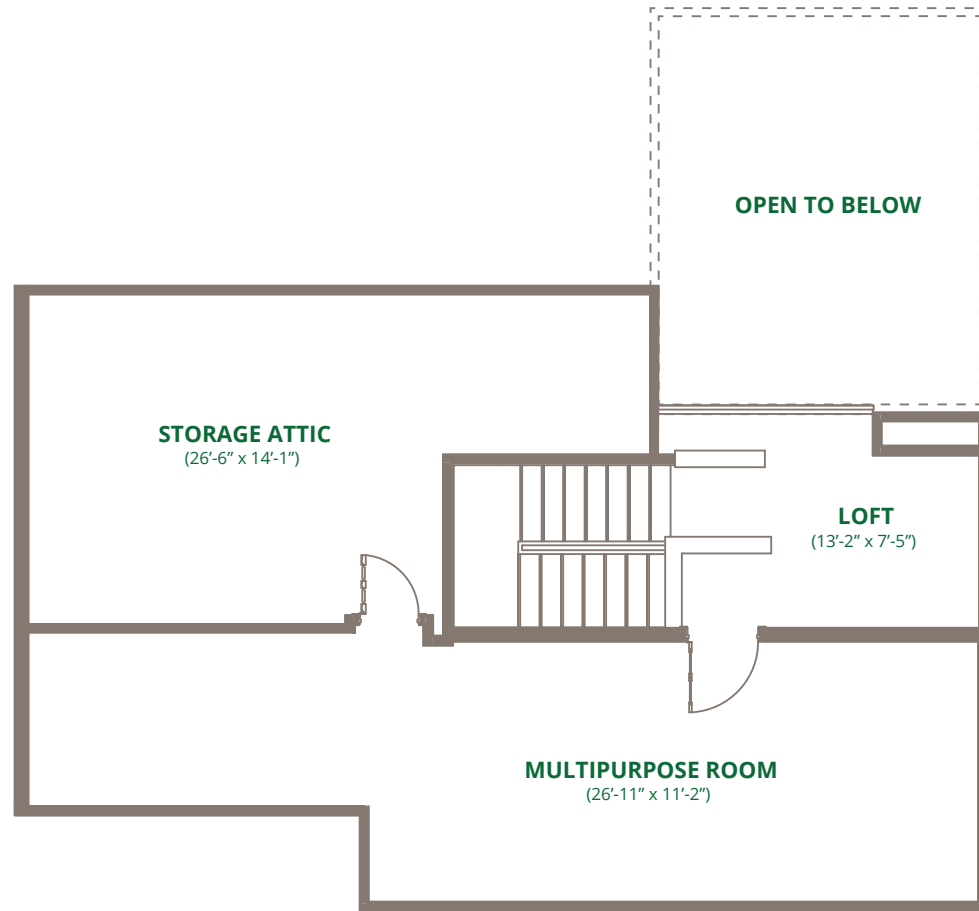 OPEN TO BELOW
STORAGE ATTIC
(26’-6” x 14’-1”)
LOFT
(13’-2” x 7’-5”)
MULTIPURPOSE ROOM
(26’-11” x 11’-2”)